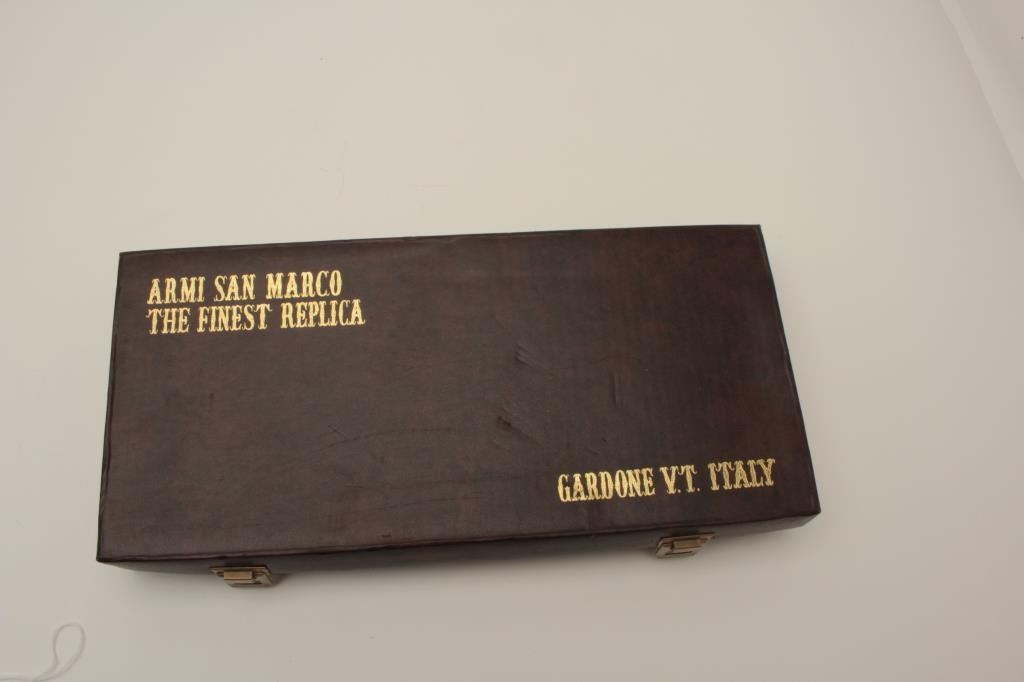 ARMI SAN MARCO
THE FINEST REPLICA
GARDONE V.T. ITALY